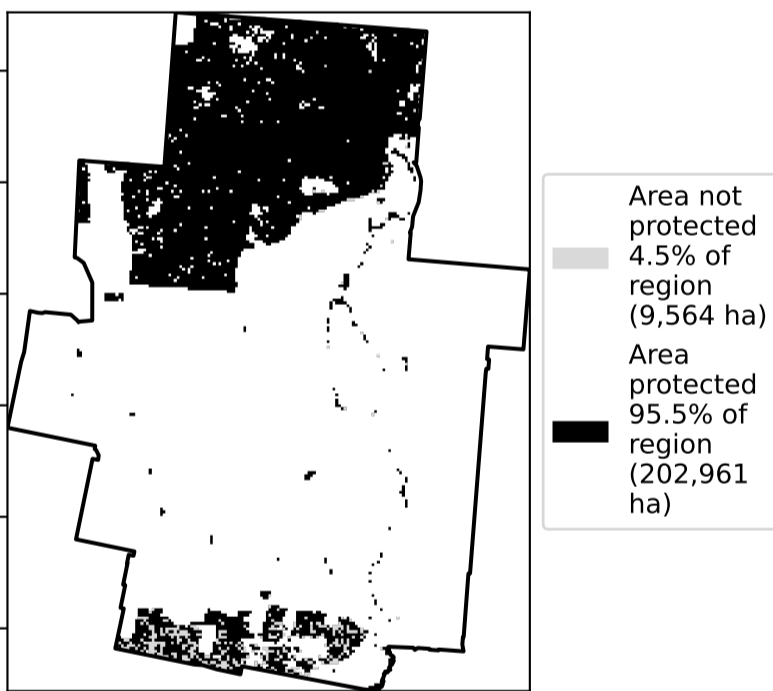 Area not
protected
4.5% of
region
(9,564 ha)
Area
protected
95.5% of
region
(202,961
ha)